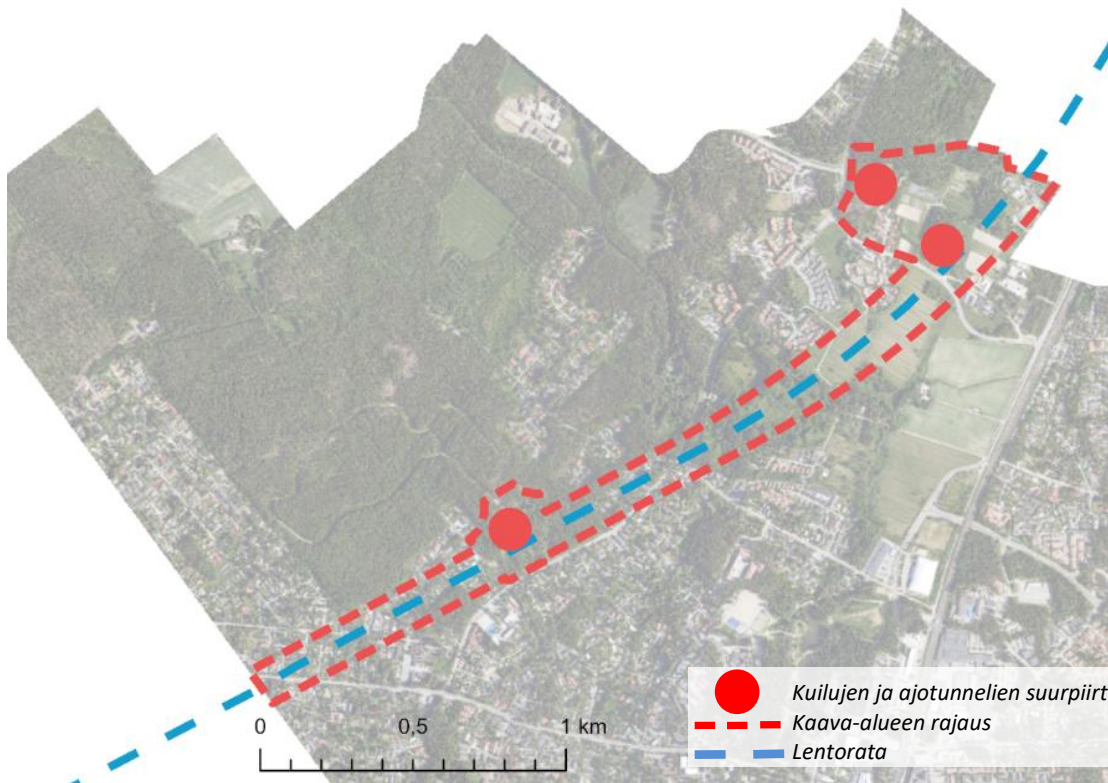 0 0,5 1 km
Kuilujen ja ajotunnelien suurpiirt
Kaava-alueen rajaus
Lentorata